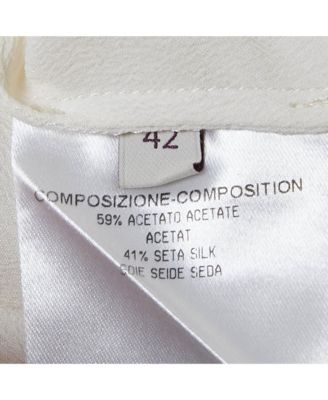 42
COMPOSIZIONE-COMPOSITION
59% ACETATO ACETATE
ACETAT
41% SETA SILK
SOIE SEIDE SEDA